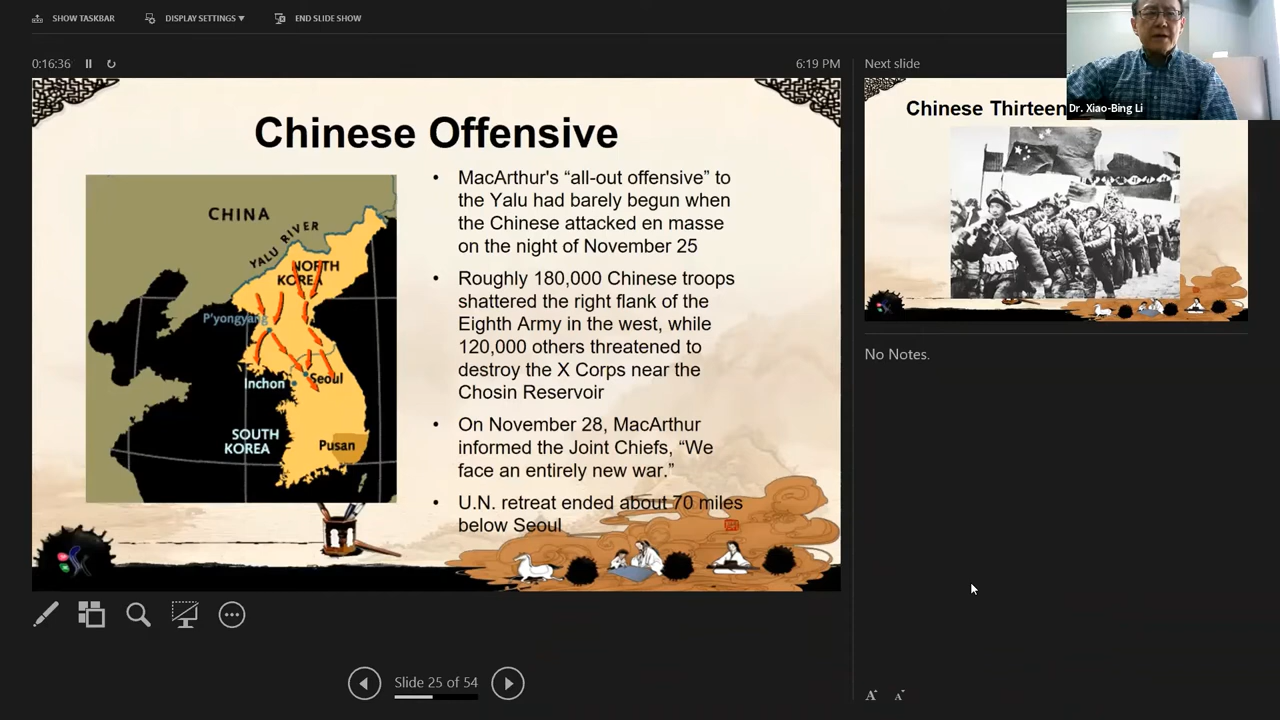 SHOW TASKBAR
DISPLAY SETTINGS ▼
END SLIDE SHOW
0:16:36
6:19 PM
Next slide
Dr. Xiao-Bing Li
Chinese Offensive
CHINA
YALU RIVER
NORTH
KOREA
P'yongyang
Inchon
Seoul
SOUTH
KOREA
Pusan
• MacArthur's “all-out offensive” to
the Yalu had barely begun when
the Chinese attacked en masse
on the night of November 25
• Roughly 180,000 Chinese troops
shattered the right flank of the
Eighth Army in the west, while
120,000 others threatened to
destroy the X Corps near the
Chosin Reservoir
• On November 28, MacArthur
informed the Joint Chiefs, “We
face an entirely new war.”
• U.N. retreat ended about 70 miles
below Seoul
Chinese Thirteen
No Notes.
Slide 25 of 54
A
A